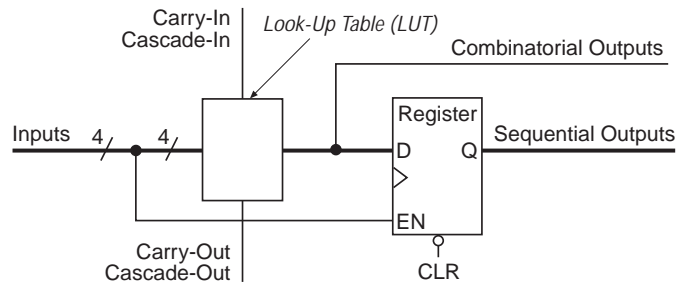 Carry-In
Cascade-In
Look-Up Table (LUT)
Combinatorial Outputs
Inputs
4
4
Register
D
Q
Sequential Outputs
EN
Carry-Out
Cascade-Out
CLR